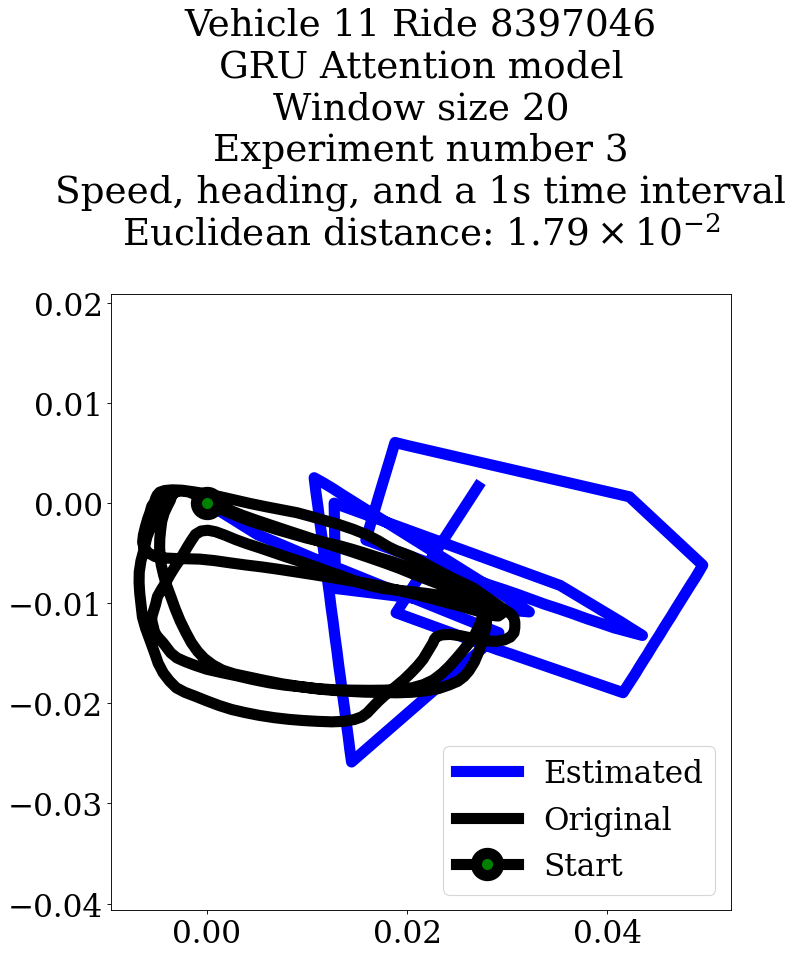 Vehicle 11 Ride 8397046
GRU Attention model
Window size 20
Experiment number 3
Speed, heading, and a 1s time interval
Euclidean distance: 1.79 × 10⁻²
0.02
0.01
0.00
−0.01
−0.02
−0.03
−0.04
Estimated
Original
Start
0.00 0.02 0.04